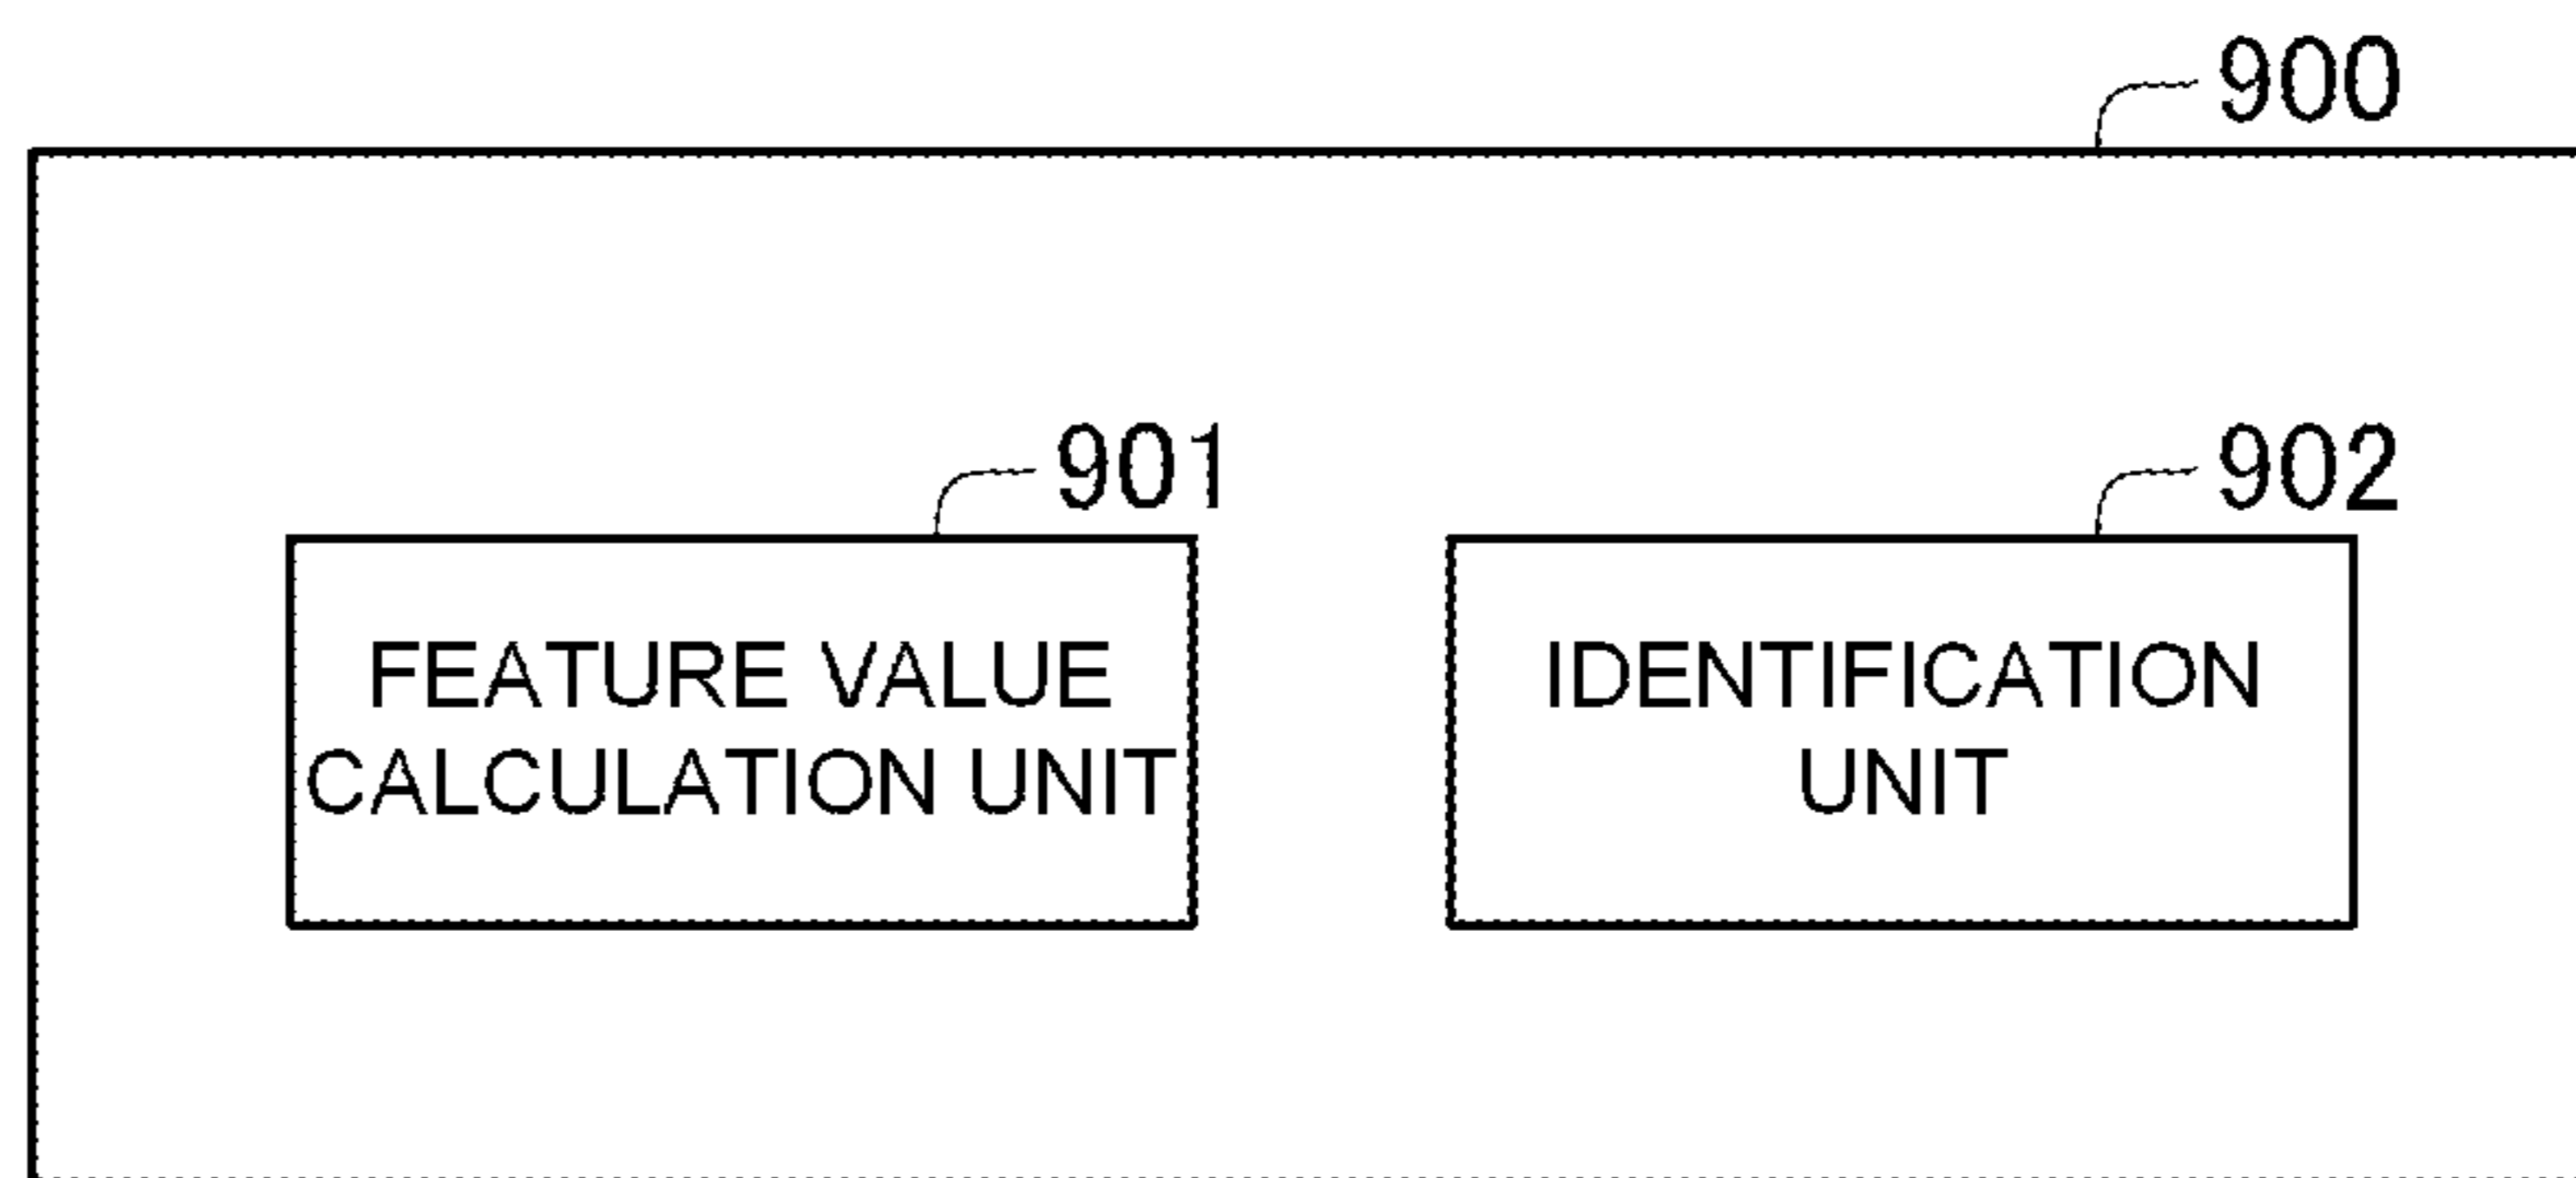 900
901
902
FEATURE VALUE
CALCULATION UNIT
IDENTIFICATION
UNIT